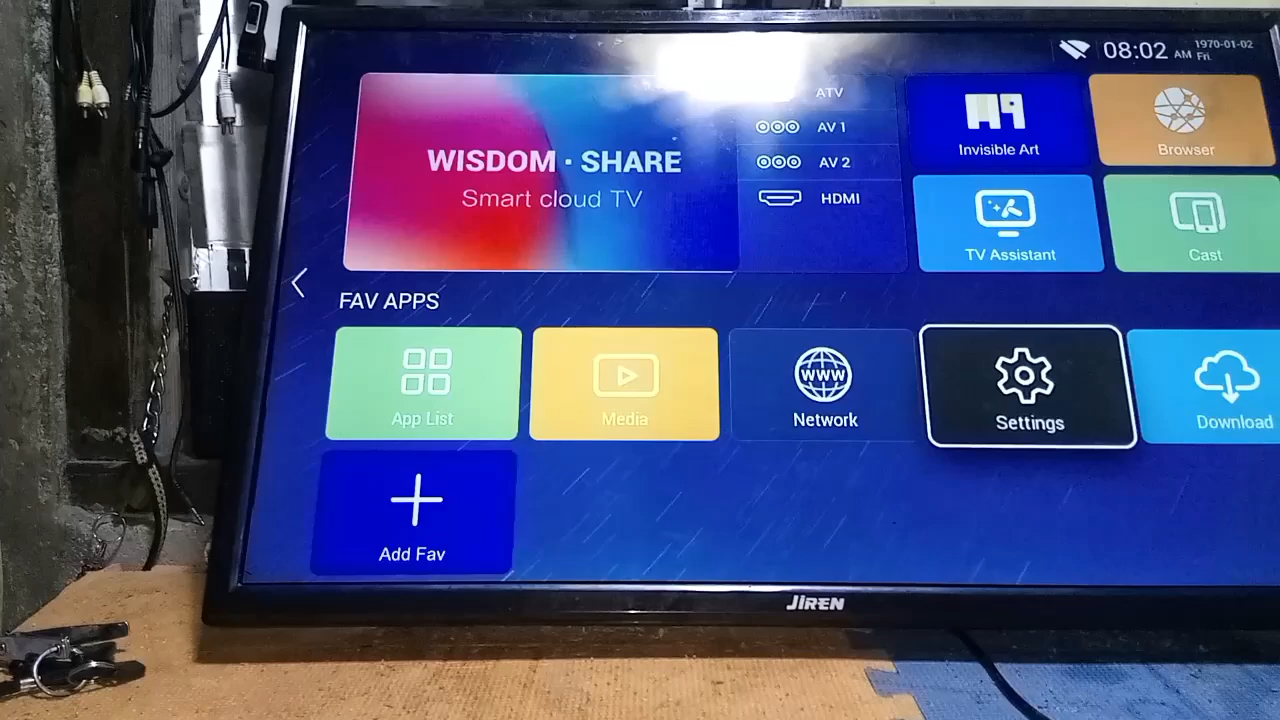 08:02 AM 1970-01-02 Fri.
WISDOM · SHARE
Smart cloud TV
ATV
AV 1
AV 2
HDMI
Invisible Art
Browser
TV Assistant
Cast
FAV APPS
App List
Media
WWW
Network
Settings
Download
Add Fav
JIREN